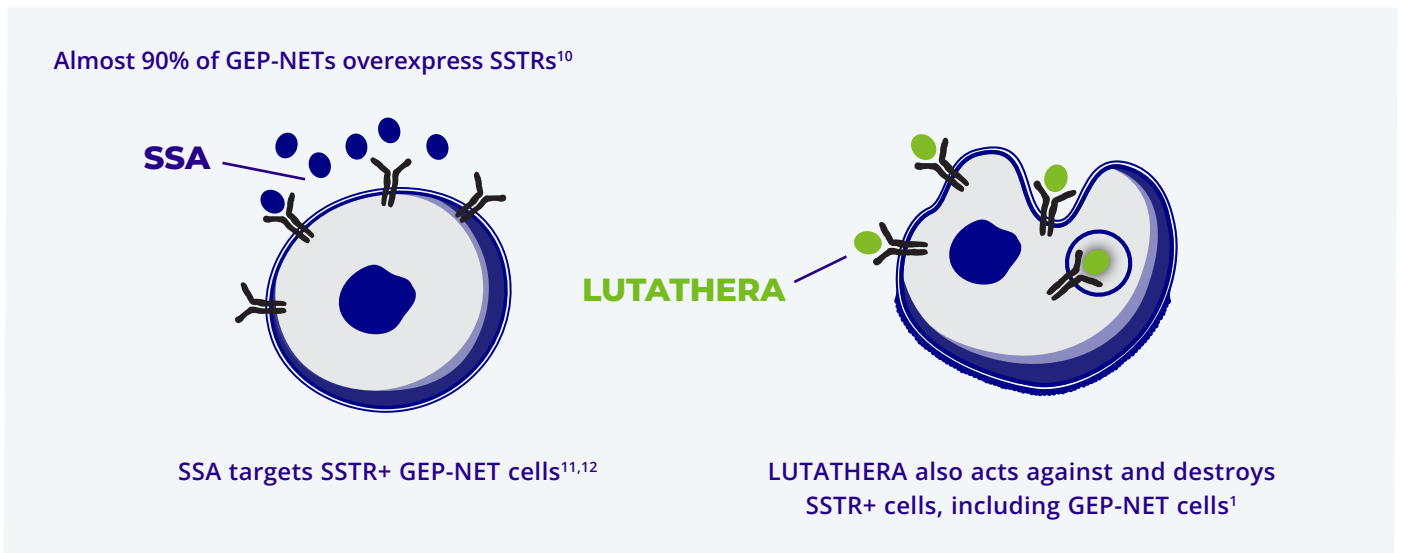 Almost 90% of GEP-NETs overexpress SSTRs¹⁰
SSA
LUTATHERA
SSA targets SSTR+ GEP-NET cells¹¹,¹²
LUTATHERA also acts against and destroys
SSTR+ cells, including GEP-NET cells¹